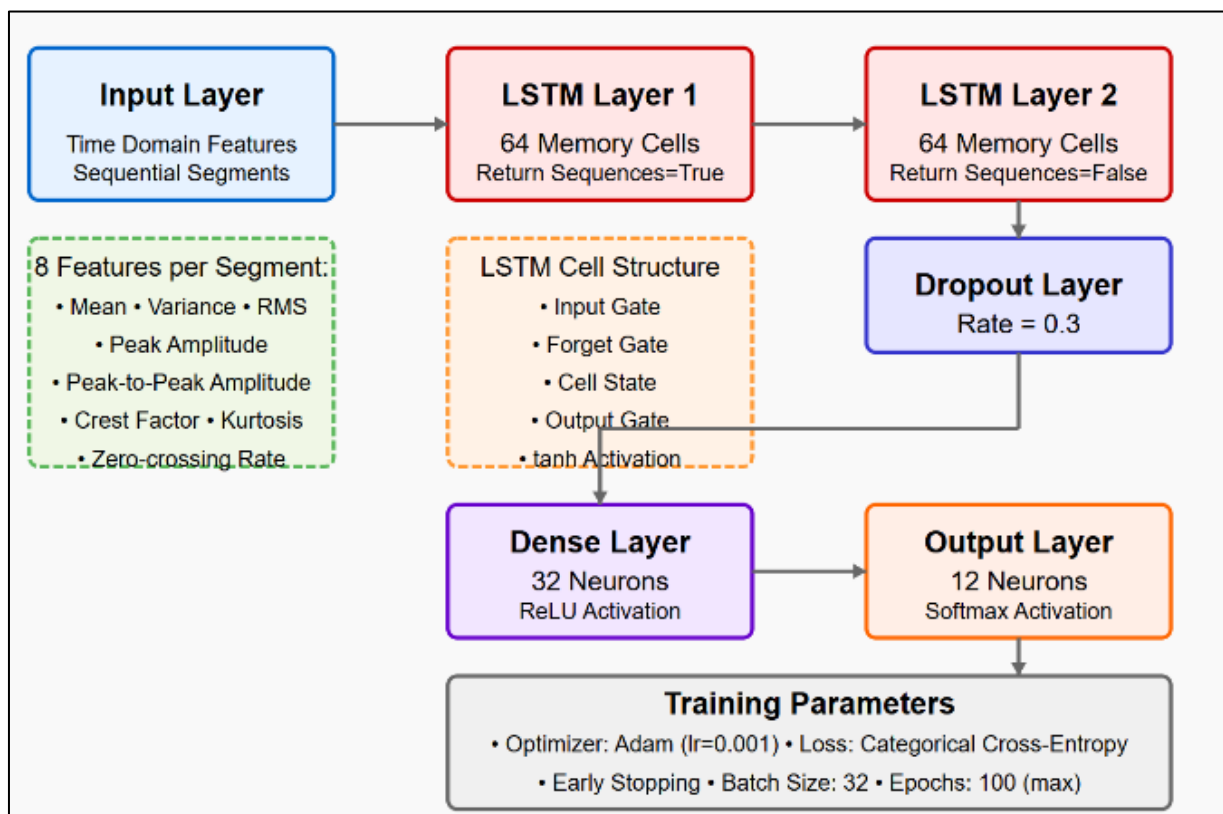 Input Layer
Time Domain Features
Sequential Segments
LSTM Layer 1
64 Memory Cells
Return Sequences=True
LSTM Layer 2
64 Memory Cells
Return Sequences=False
8 Features per Segment:
• Mean • Variance • RMS
• Peak Amplitude
• Peak-to-Peak Amplitude
• Crest Factor • Kurtosis
• Zero-crossing Rate
LSTM Cell Structure
• Input Gate
• Forget Gate
• Cell State
• Output Gate
• tanh Activation
Dropout Layer
Rate = 0.3
Dense Layer
32 Neurons
ReLU Activation
Output Layer
12 Neurons
Softmax Activation
Training Parameters
• Optimizer: Adam (lr=0.001) • Loss: Categorical Cross-Entropy
• Early Stopping • Batch Size: 32 • Epochs: 100 (max)